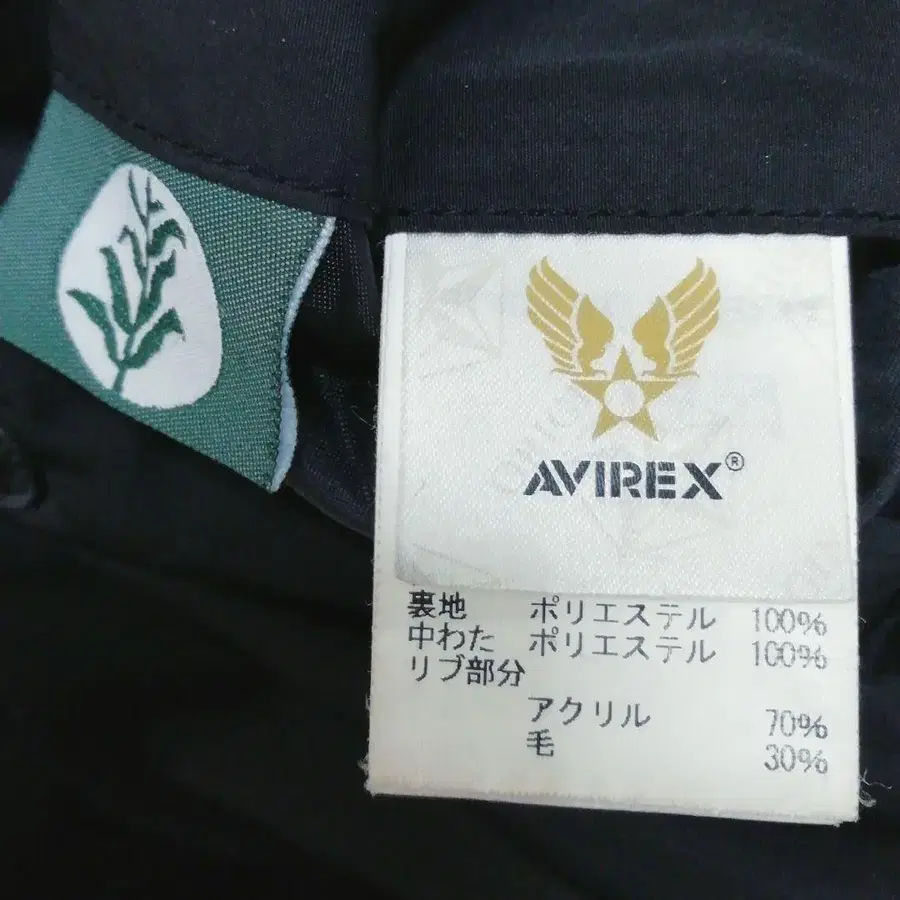 AVIREX®
裏地 ポリエステル 100%
中わた ポリエステル 100%
リブ部分
アクリル 70%
毛 30%